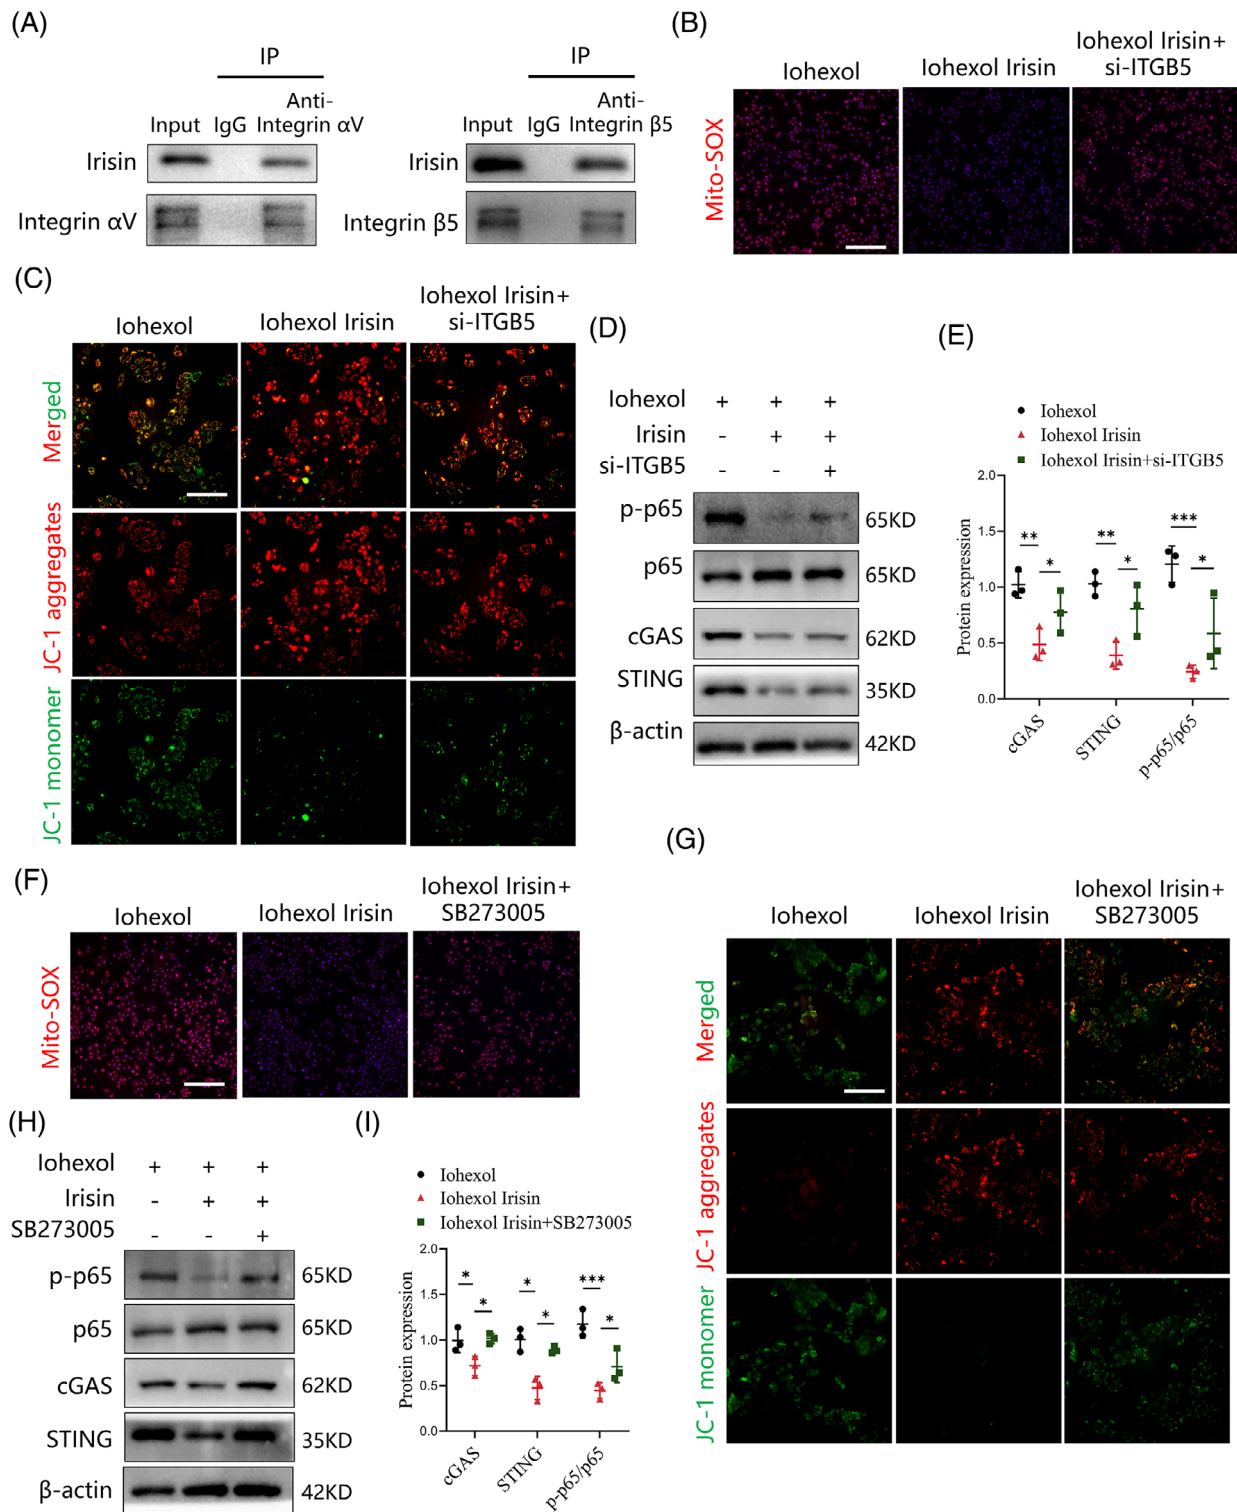 (A)
IP
IP
Anti-
Anti-
Input IgG Integrin αV
Input IgG Integrin β5
Irisin
Irisin
Integrin αV
Integrin β5
(B)
Iohexol
Iohexol Irisin
Iohexol Irisin+
si-ITGB5
Mito-SOX
(C)
Iohexol
Iohexol Irisin
Iohexol Irisin+
si-ITGB5
Merged
JC-1 aggregates
JC-1 monomer
(D)
Iohexol + + +
Irisin - + +
si-ITGB5 - - +
p-p65 65KD
p65 65KD
cGAS 62KD
STING 35KD
β-actin 42KD
(E)
Iohexol
Iohexol Irisin
Iohexol Irisin+si-ITGB5
Protein expression
2.0
1.5
1.0
0.5
0.0
** * ** * *** *
cGAS
STING
p-p65/p65
(F)
Iohexol
Iohexol Irisin
Iohexol Irisin+
SB273005
Mito-SOX
(G)
Iohexol
Iohexol Irisin
Iohexol Irisin+
SB273005
Merged
JC-1 aggregates
JC-1 monomer
(H)
Iohexol + + +
Irisin - + +
SB273005 - - +
p-p65 65KD
p65 65KD
cGAS 62KD
STING 35KD
β-actin 42KD
(I)
Iohexol
Iohexol Irisin
Iohexol Irisin+SB273005
Protein expression
2.0
1.5
1.0
0.5
0.0
* * * * *** *
cGAS
STING
p-p65/p65